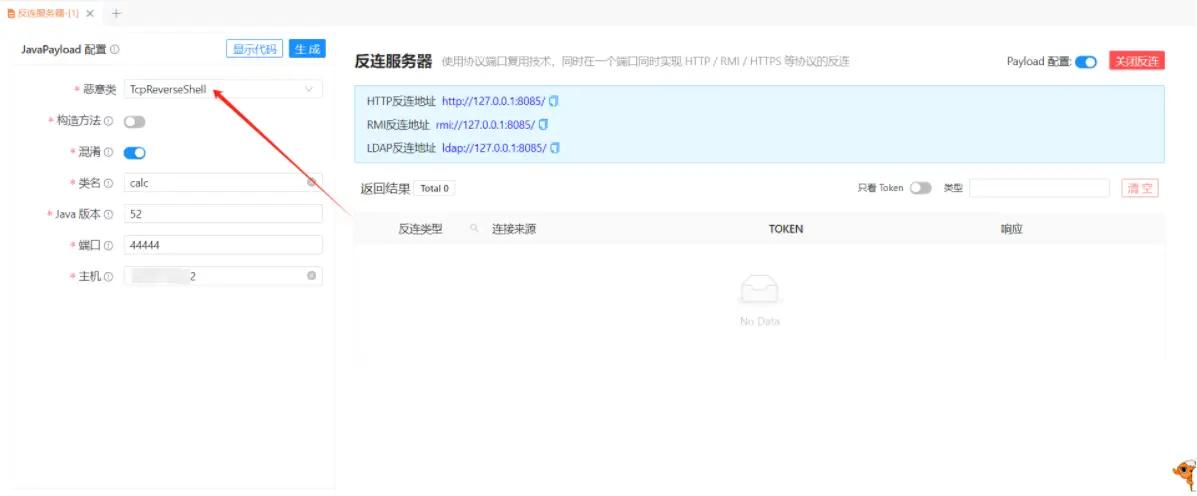 反连服务器-[1]
JavaPayload 配置
显示代码
生 成
* 恶意类 TcpReverseShell
* 构造方法
* 混淆
* 类名 calc
* Java 版本 52
* 端口 44444
* 主机 2
反连服务器 使用协议端口复用技术，同时在一个端口同时实现 HTTP / RMI / HTTPS 等协议的反连
Payload 配置:
关闭反连
HTTP反连地址 http://127.0.0.1:8085/
RMI反连地址 rmi://127.0.0.1:8085/
LDAP反连地址 ldap://127.0.0.1:8085/
返回结果 Total 0
只看 Token
类型
清 空
反连类型 连接来源 TOKEN 响应
No Data